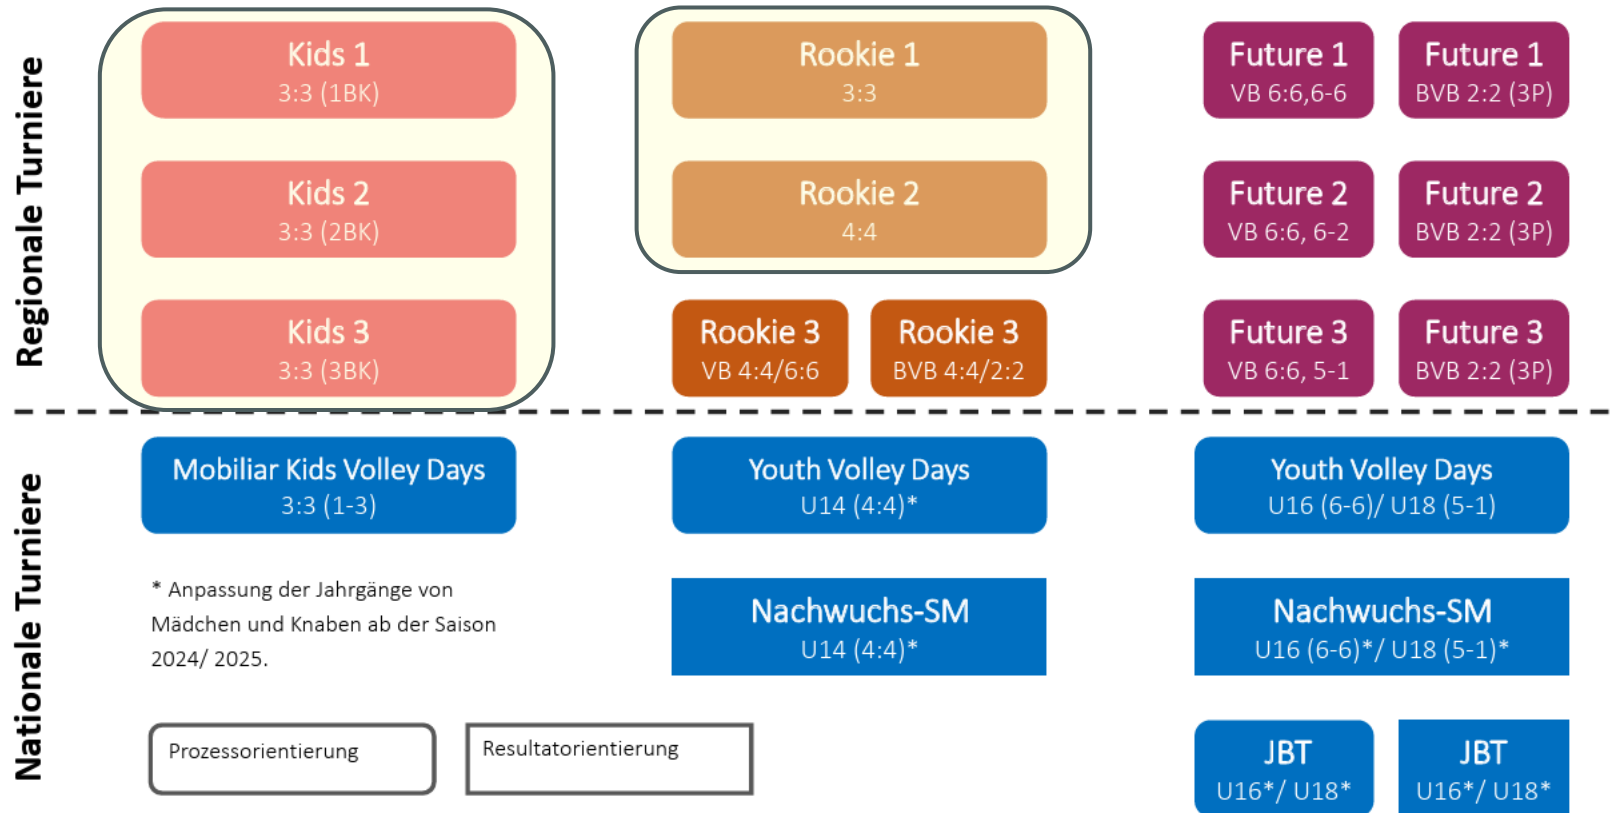 Regionale Turniere
Kids 1
3:3 (1BK)
Rookie 1
3:3
Future 1
VB 6:6,6-6
Future 1
BVB 2:2 (3P)
Kids 2
3:3 (2BK)
Rookie 2
4:4
Future 2
VB 6:6, 6-2
Future 2
BVB 2:2 (3P)
Kids 3
3:3 (3BK)
Rookie 3
VB 4:4/6:6
Rookie 3
BVB 4:4/2:2
Future 3
VB 6:6, 5-1
Future 3
BVB 2:2 (3P)
Nationale Turniere
Mobiliar Kids Volley Days
3:3 (1-3)
Youth Volley Days
U14 (4:4)*
Youth Volley Days
U16 (6-6)/ U18 (5-1)
* Anpassung der Jahrgänge von
Mädchen und Knaben ab der Saison
2024/ 2025.
Nachwuchs-SM
U14 (4:4)*
Nachwuchs-SM
U16 (6-6)*/ U18 (5-1)*
Prozessorientierung
Resultatorientierung
JBT
U16*/ U18*
JBT
U16*/ U18*